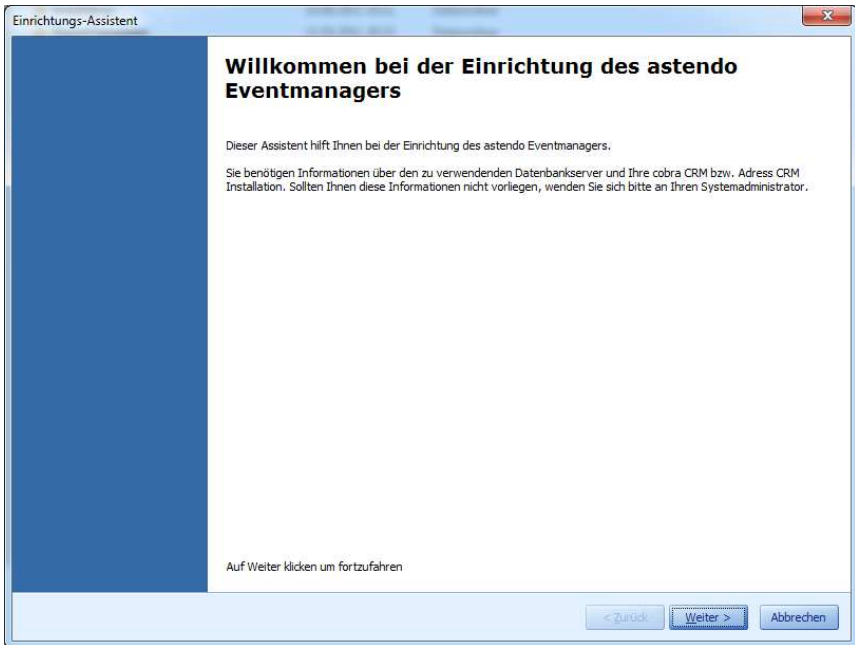 Einrichtungs-Assistent
Willkommen bei der Einrichtung des astendo
Eventmanagers
Dieser Assistent hilft Ihnen bei der Einrichtung des astendo Eventmanagers.
Sie benötigen Informationen über den zu verwendenden Datenbankserver und Ihre cobra CRM bzw. Adress CRM
Installation. Sollten Ihnen diese Informationen nicht vorliegen, wenden Sie sich bitte an Ihren Systemadministrator.
Auf Weiter klicken um fortzufahren
< Zurück Weiter > Abbrechen